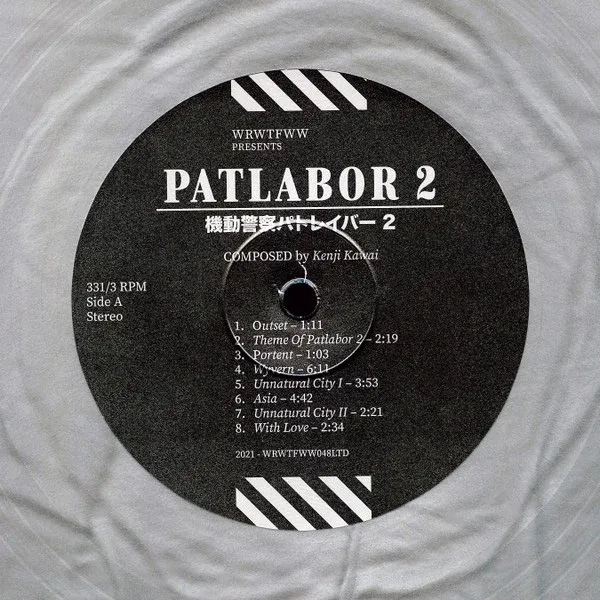 WRWTFWW
PRESENTS
PATLABOR 2
機動警察パトレイバー 2
COMPOSED by Kenji Kawai
331/3 RPM
Side A
Stereo
1. Outset – 1:11
2. Theme Of Patlabor 2 – 2:19
3. Portent – 1:03
4. Wyvern – 6:11
5. Unnatural City I – 3:53
6. Asia – 4:42
7. Unnatural City II – 2:21
8. With Love – 2:34
2021 - WRWTFWW048LTD